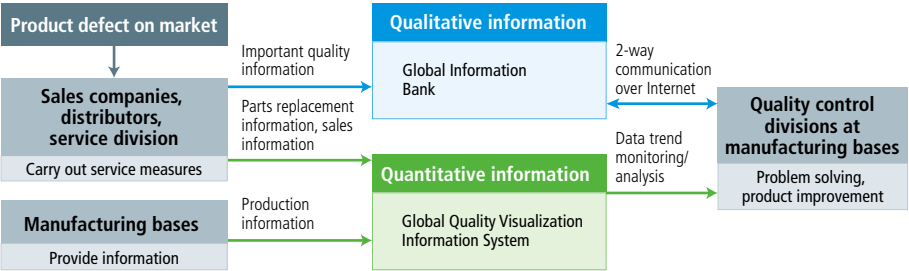 Product defect on market
Sales companies,
distributors,
service division
Carry out service measures
Manufacturing bases
Provide information
Important quality
information
Parts replacement
information, sales
information
Production
information
Qualitative information
Global Information
Bank
Quantitative information
Global Quality Visualization
Information System
2-way
communication
over Internet
Data trend
monitoring/
analysis
Quality control
divisions at
manufacturing bases
Problem solving,
product improvement